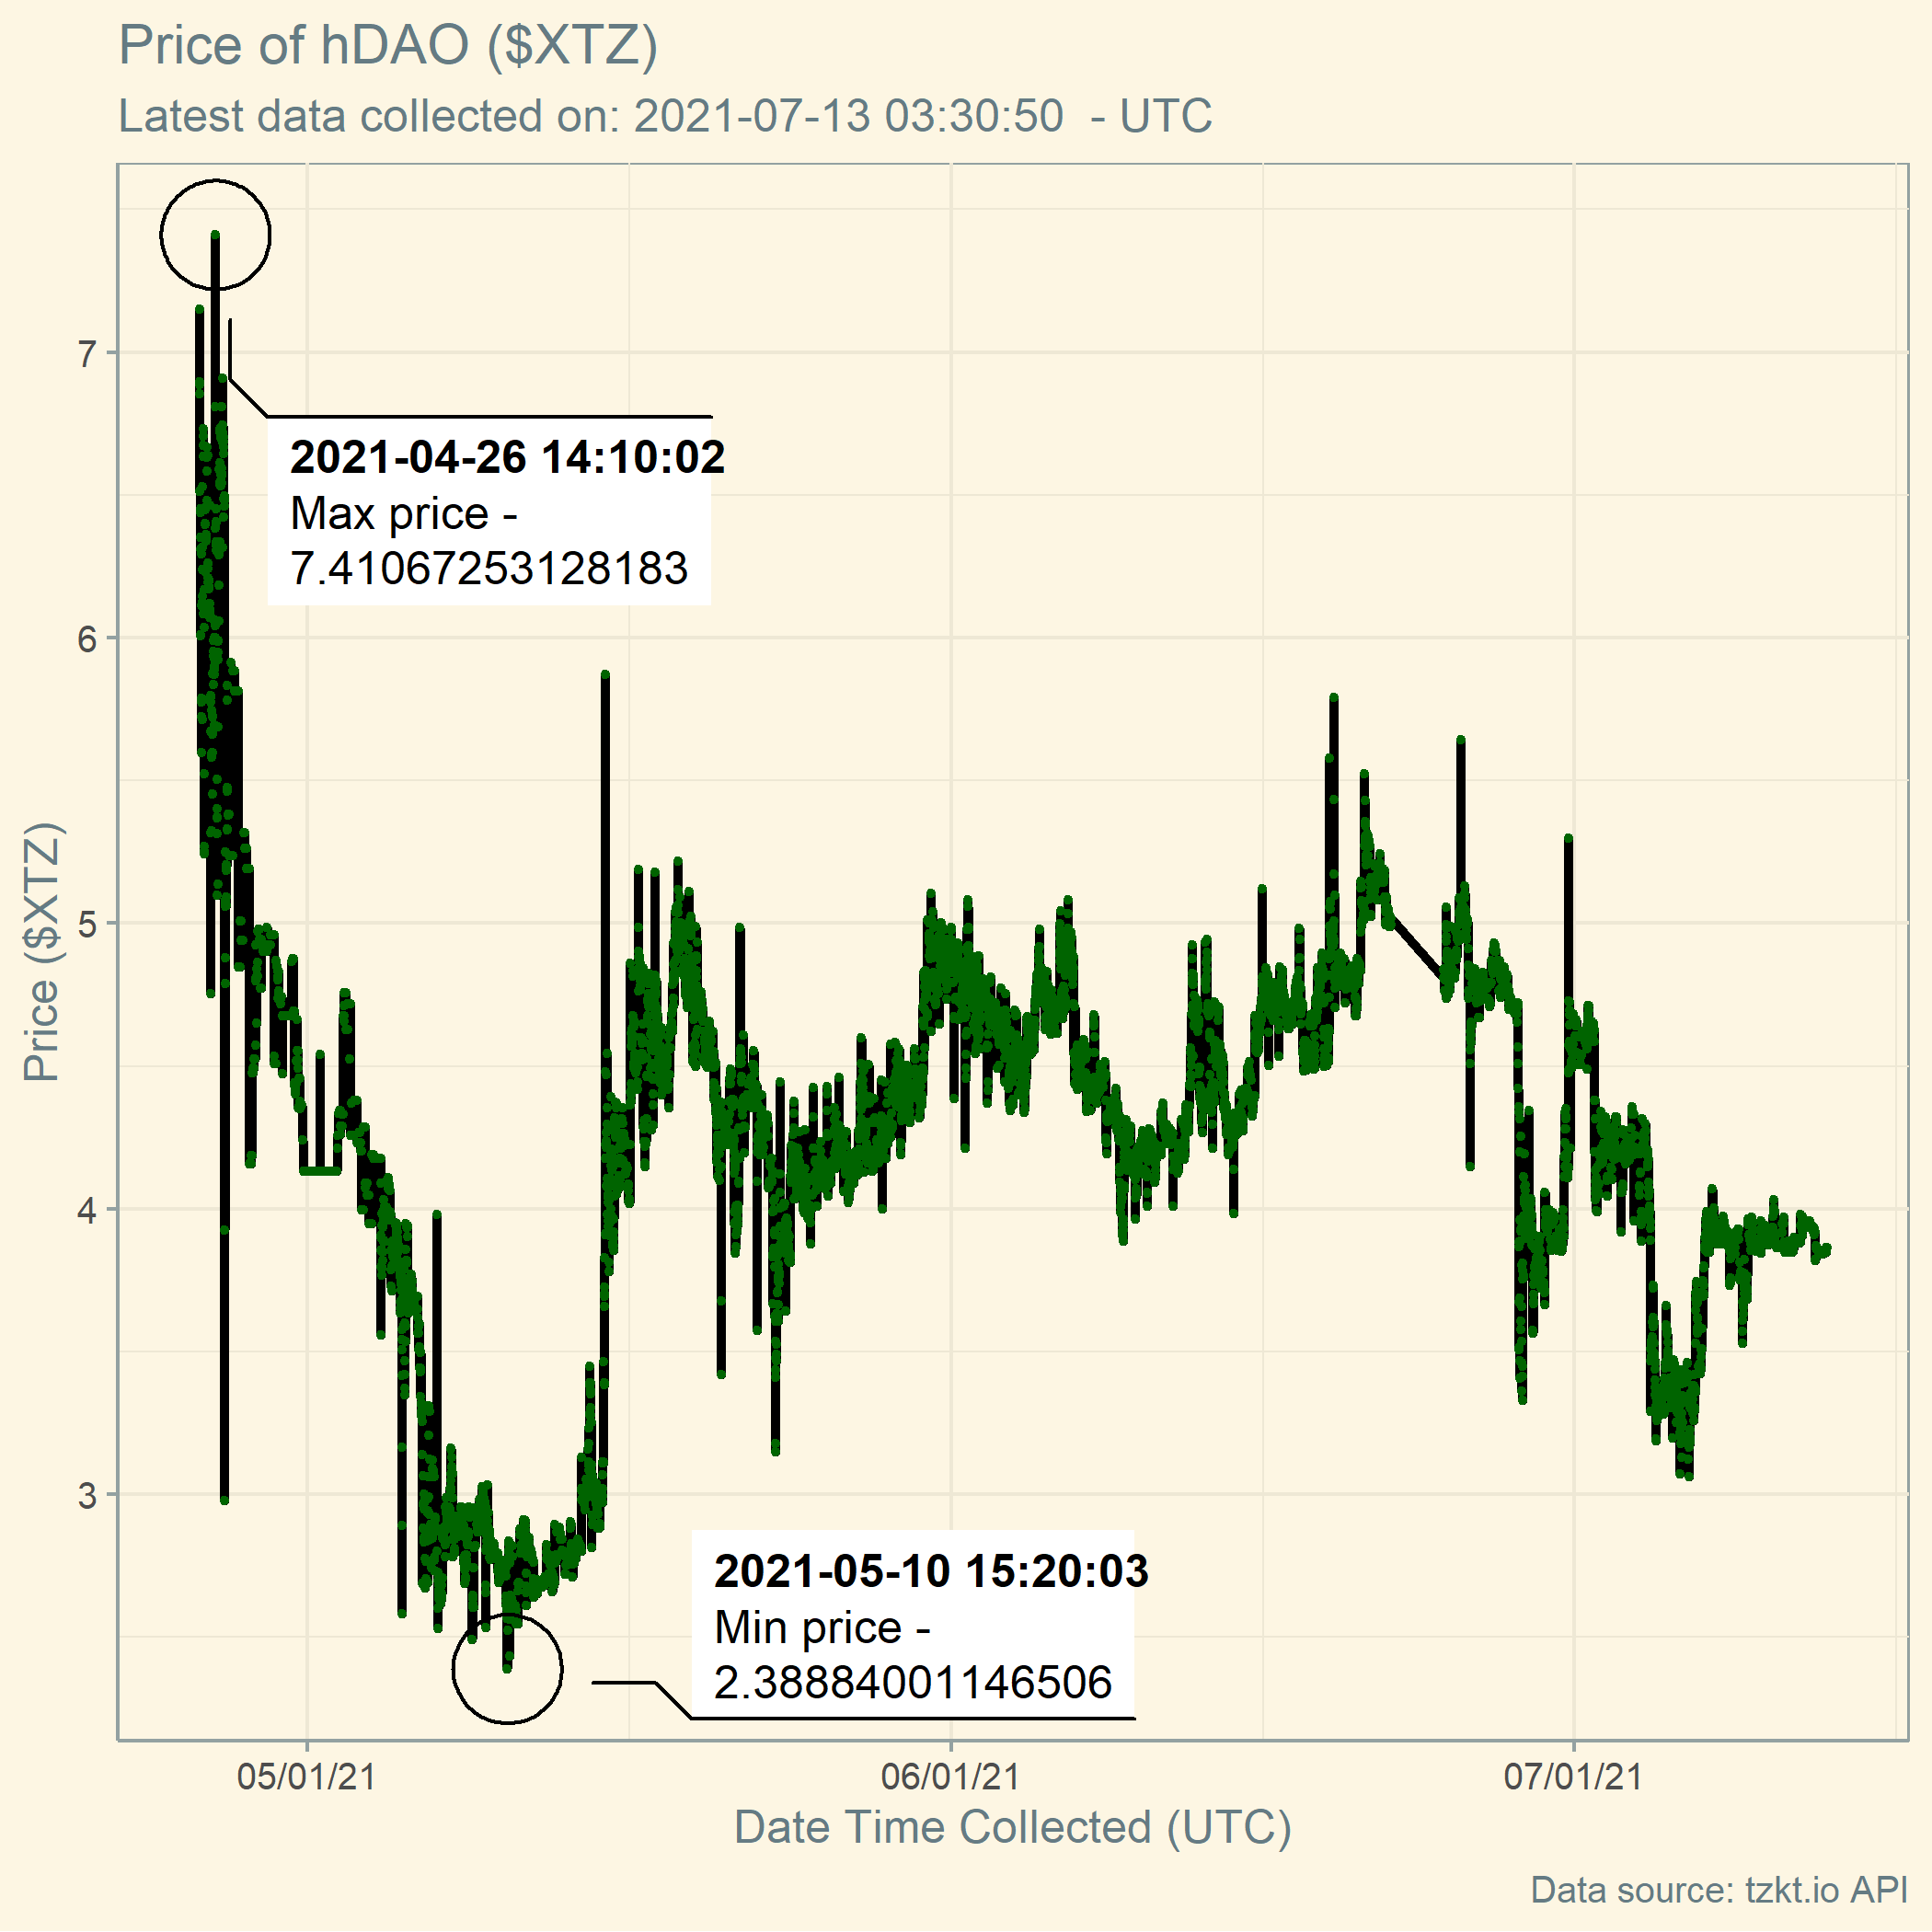 Price of hDAO ($XTZ)
Latest data collected on: 2021-07-13 03:30:50  - UTC
7
6
5
4
3
Price ($XTZ)
2021-04-26 14:10:02
Max price -
7.41067253128183
2021-05-10 15:20:03
Min price -
2.38884001146506
05/01/21
06/01/21
07/01/21
Date Time Collected (UTC)
Data source: tzkt.io API